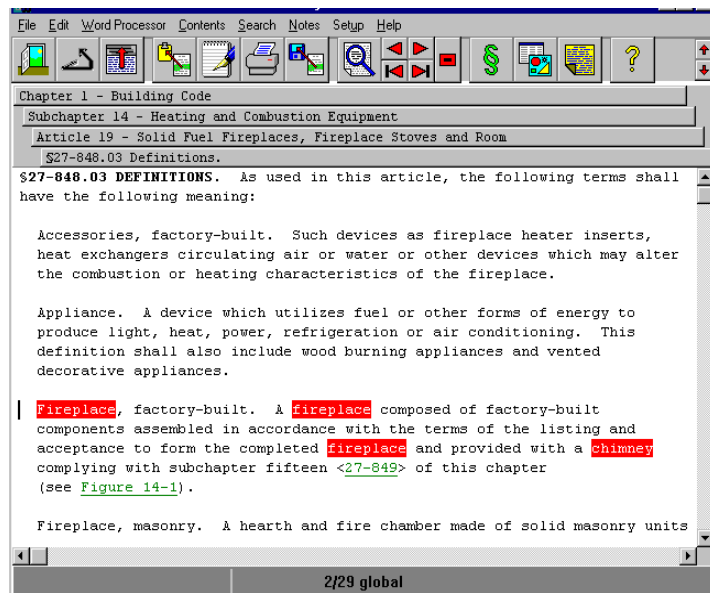 File Edit Word Processor Contents Search Notes Setup Help
§ ?
Chapter 1 - Building Code
Subchapter 14 - Heating and Combustion Equipment
Article 19 - Solid Fuel Fireplaces, Fireplace Stoves and Room
§27-848.03 Definitions.
§27-848.03 DEFINITIONS. As used in this article, the following terms shall
have the following meaning:
Accessories, factory-built. Such devices as fireplace heater inserts,
heat exchangers circulating air or water or other devices which may alter
the combustion or heating characteristics of the fireplace.
Appliance. A device which utilizes fuel or other forms of energy to
produce light, heat, power, refrigeration or air conditioning. This
definition shall also include wood burning appliances and vented
decorative appliances.
Fireplace, factory-built. A fireplace composed of factory-built
components assembled in accordance with the terms of the listing and
acceptance to form the completed fireplace and provided with a chimney
complying with subchapter fifteen <27-849> of this chapter
(see Figure 14-1).
Fireplace, masonry. A hearth and fire chamber made of solid masonry units
2/29 global